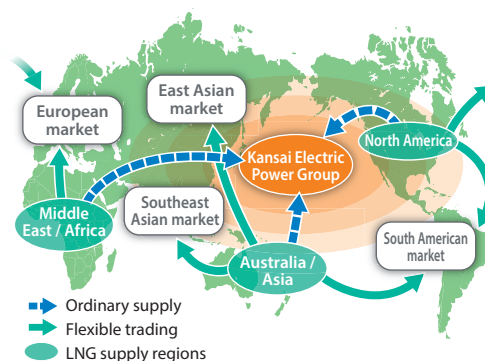 East Asian
market
European
market
Kansai Electric
Power Group
North America
Middle
East / Africa
Southeast
Asian market
South American
market
Australia /
Asia
Ordinary supply
Flexible trading
LNG supply regions